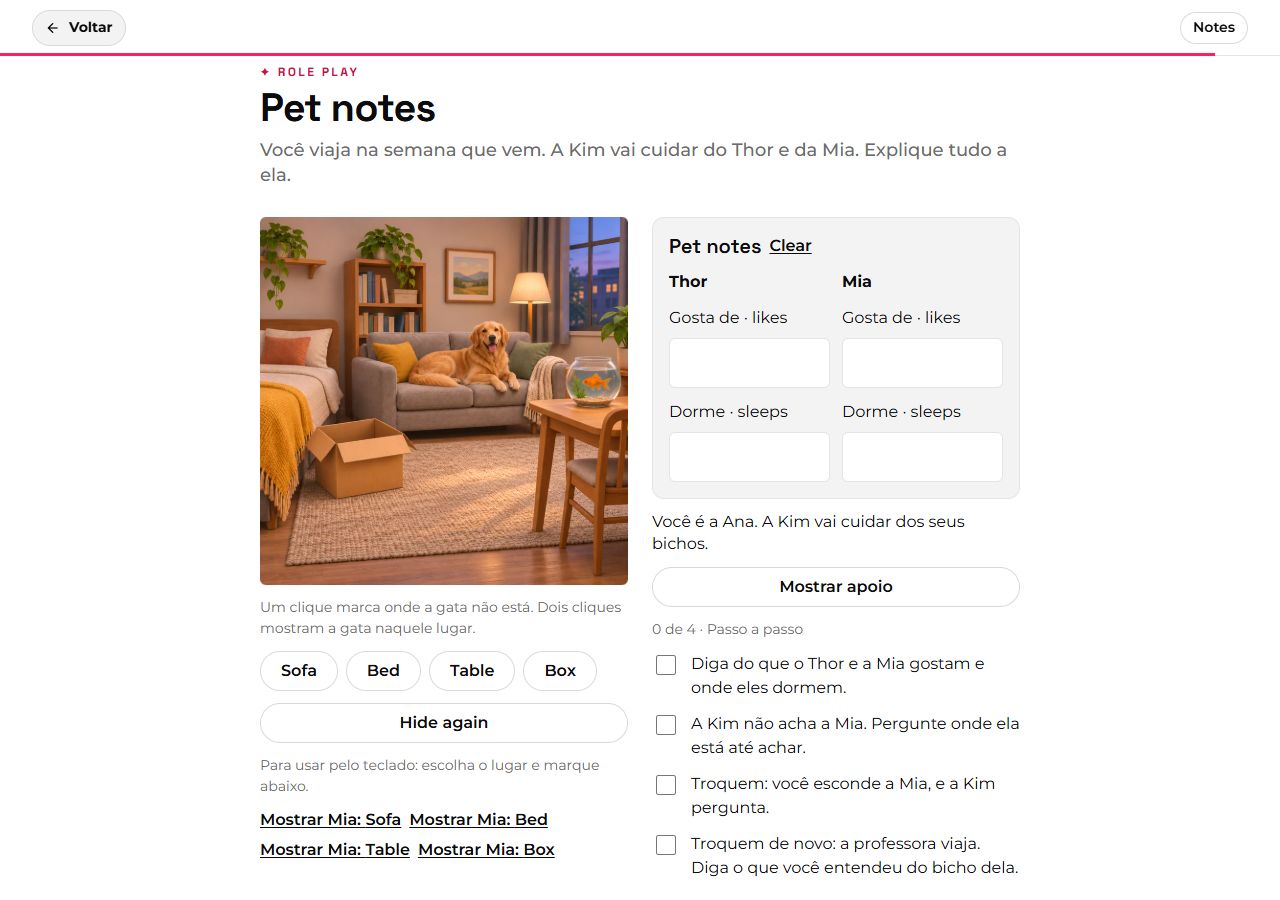 ← Voltar
Notes
✦ ROLE PLAY
Pet notes
Você viaja na semana que vem. A Kim vai cuidar do Thor e da Mia. Explique tudo a
ela.
Um clique marca onde a gata não está. Dois cliques
mostram a gata naquele lugar.
Sofa
Bed
Table
Box
Hide again
Para usar pelo teclado: escolha o lugar e marque
abaixo.
Mostrar Mia: Sofa
Mostrar Mia: Bed
Mostrar Mia: Table
Mostrar Mia: Box
Pet notes
Clear
Thor
Mia
Gosta de · likes
Gosta de · likes
Dorme · sleeps
Dorme · sleeps
Você é a Ana. A Kim vai cuidar dos seus
bichos.
Mostrar apoio
0 de 4 · Passo a passo
Diga do que o Thor e a Mia gostam e
onde eles dormem.
A Kim não acha a Mia. Pergunte onde ela
está até achar.
Troquem: você esconde a Mia, e a Kim
pergunta.
Troquem de novo: a professora viaja.
Diga o que você entendeu do bicho dela.